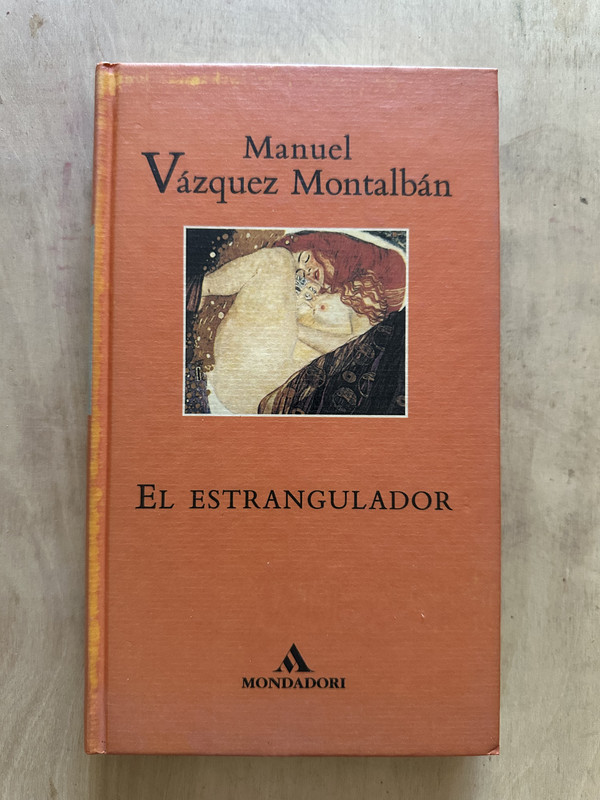 Manuel
Vázquez Montalbán
EL ESTRANGULADOR
MONDADORI